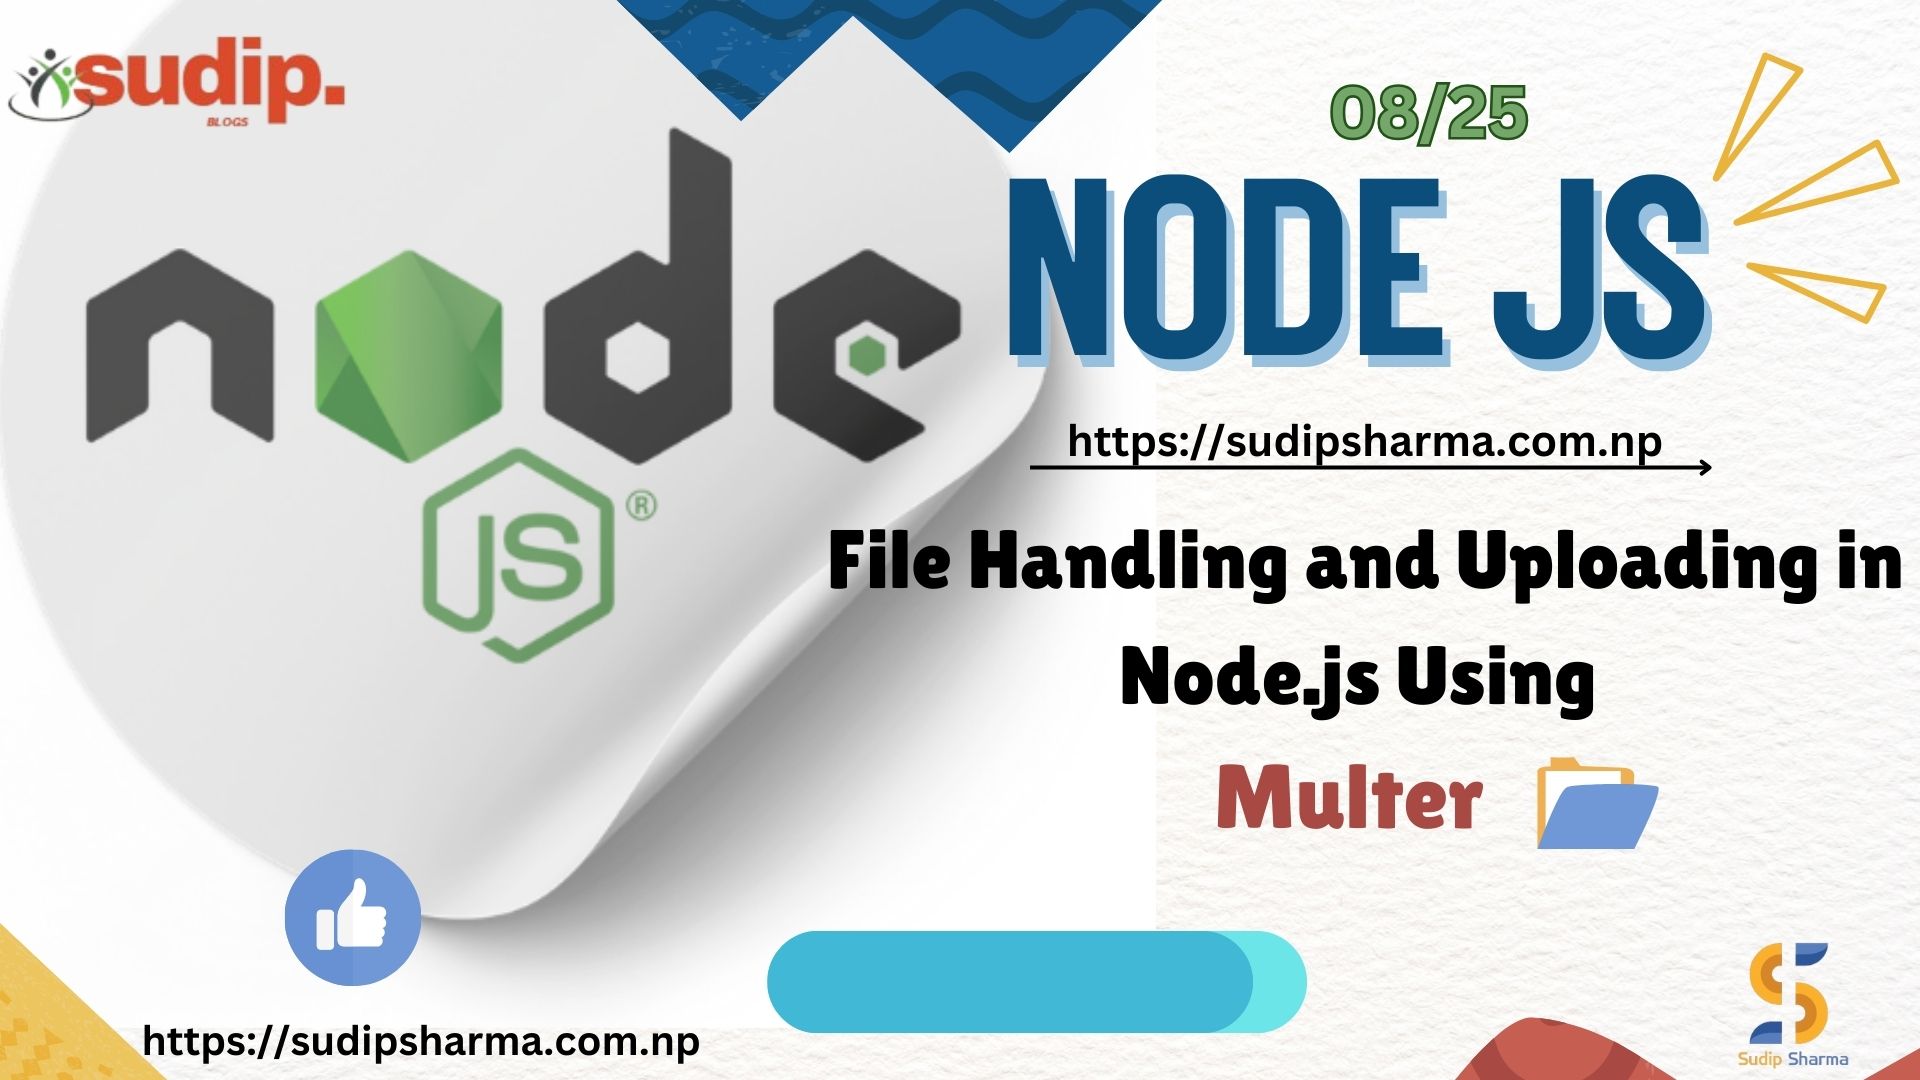 sudip.
BLOGS
08/25
NODE JS
node
JS®
https://sudipsharma.com.np
File Handling and Uploading in
Node.js Using
Multer
https://sudipsharma.com.np
Sudip Sharma